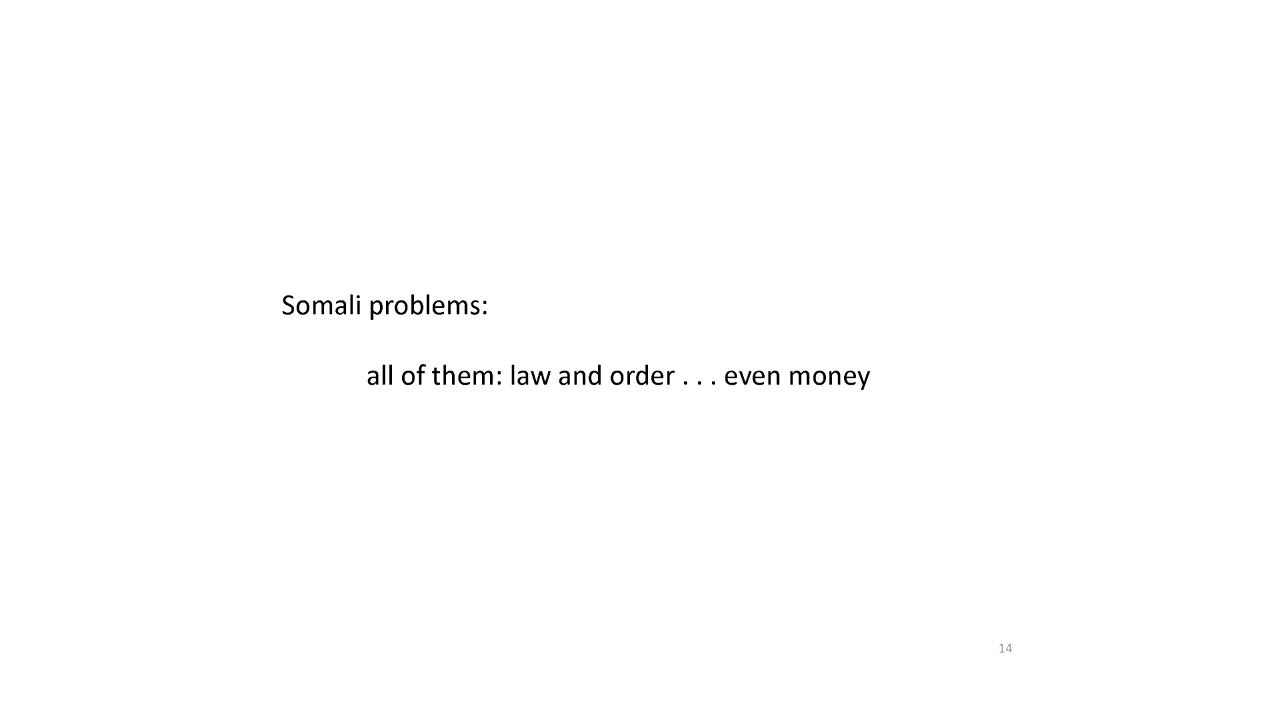 Somali problems:
all of them: law and order . . . even money
14